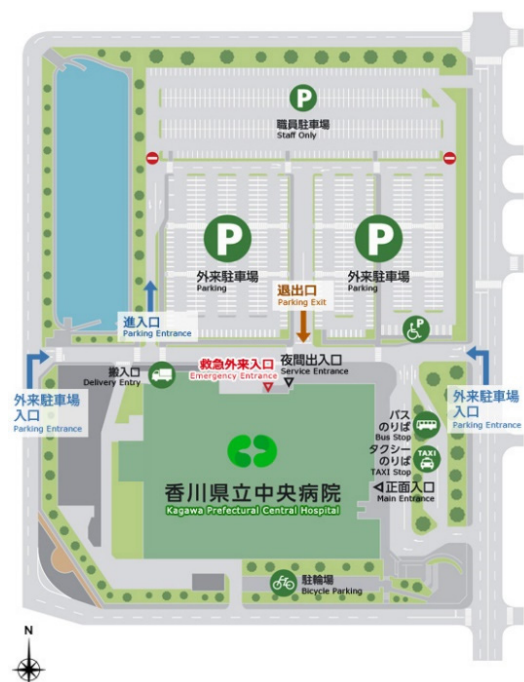 P
職員駐車場
Staff Only
P
外来駐車場
Parking
P
外来駐車場
Parking
退出口
Parking Exit
進入口
Parking Entrance
P
搬入口
Delivery Entry
救急外来入口
Emergency Entrance
夜間出入口
Service Entrance
外来駐車場
入口
Parking Entrance
外来駐車場
入口
Parking Entrance
バス
のりば
Bus Stop
タクシー
のりば
TAXI Stop
TAXI
正面入口
Main Entrance
香川県立中央病院
Kagawa Prefectural Central Hospital
駐輪場
Bicycle Parking
N